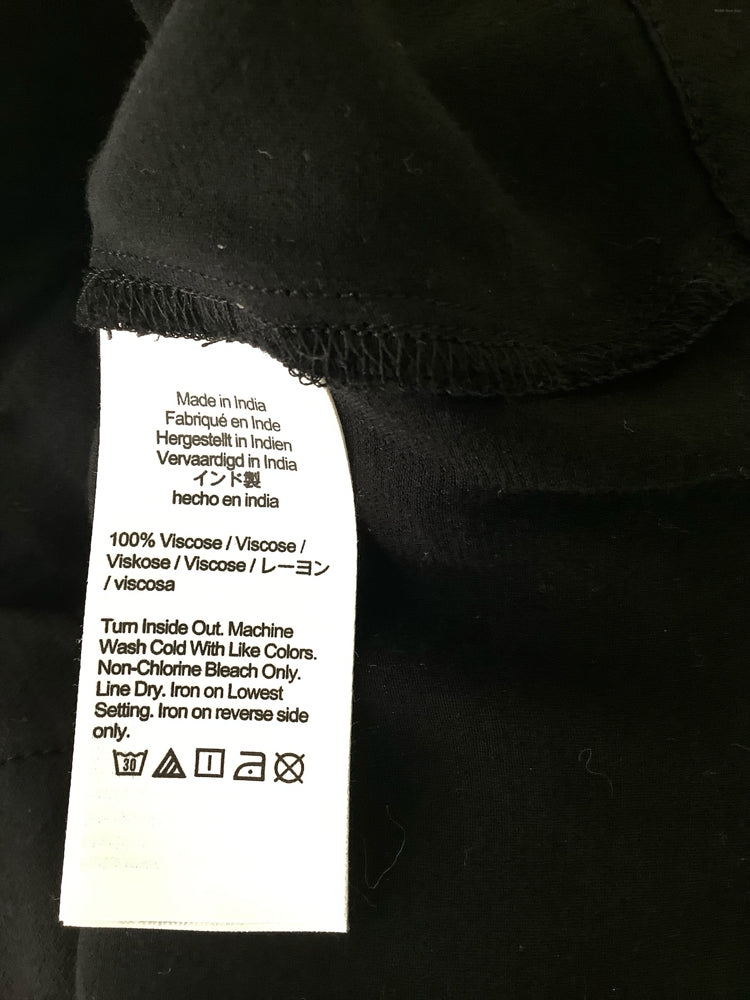 Made in India
Fabriqué en Inde
Hergestellt in Indien
Vervaardigd in India
インド製
hecho en india
100% Viscose / Viscose /
Viskose / Viscose / レーヨン
/ viscosa
Turn Inside Out. Machine
Wash Cold With Like Colors.
Non-Chlorine Bleach Only.
Line Dry. Iron on Lowest
Setting. Iron on reverse side
only.
30